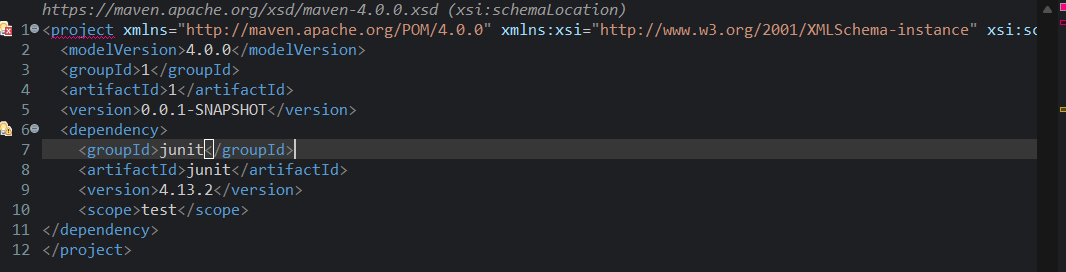 https://maven.apache.org/xsd/maven-4.0.0.xsd (xsi:schemaLocation)
1 <project xmlns="http://maven.apache.org/POM/4.0.0" xmlns:xsi="http://www.w3.org/2001/XMLSchema-instance" xsi:sc
2 <modelVersion>4.0.0</modelVersion>
3 <groupId>1</groupId>
4 <artifactId>1</artifactId>
5 <version>0.0.1-SNAPSHOT</version>
6 <dependency>
7 <groupId>junit</groupId>
8 <artifactId>junit</artifactId>
9 <version>4.13.2</version>
10 <scope>test</scope>
11 </dependency>
12 </project>